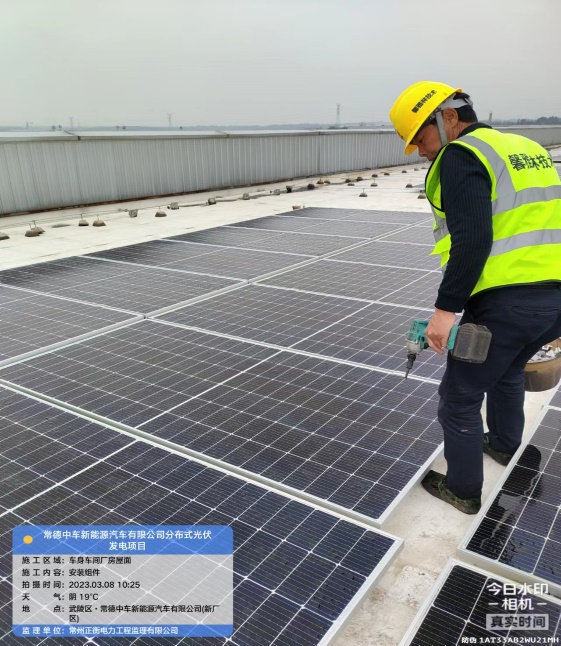 馨雅科技
常德中车新能源汽车有限公司分布式光伏
发电项目
施 工 区 域：车身车间厂房屋面
施 工 内 容：安装组件
拍 摄 时 间：2023.03.08 10:25
天 气：阴 19℃
地 点：武陵区·常德中车新能源汽车有限公司(新厂
区)
监 理 单 位：常州正衡电力工程监理有限公司
今日水印
相机
真实时间
防伪 1AT33AB2WU21MH